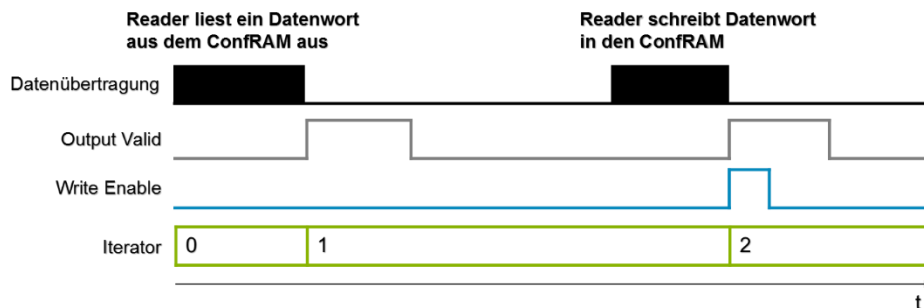 Reader liest ein Datenwort
aus dem ConfRAM aus
Reader schreibt Datenwort
in den ConfRAM
Datenübertragung
Output Valid
Write Enable
Iterator
0
1
2
t